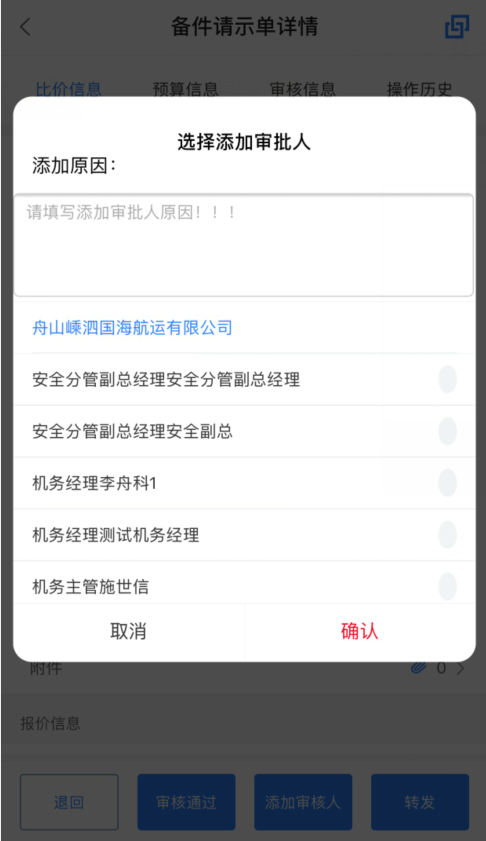 备件请示单详情
比价信息 预算信息 审核信息 操作历史
选择添加审批人
添加原因：
请填写添加审批人原因！！！
舟山嵊泗国海航运有限公司
安全分管副总经理安全分管副总经理
安全分管副总经理安全副总
机务经理李舟科1
机务经理测试机务经理
机务主管施世信
取消 确认
附件 0
报价信息
退回 审核通过 添加审核人 转发